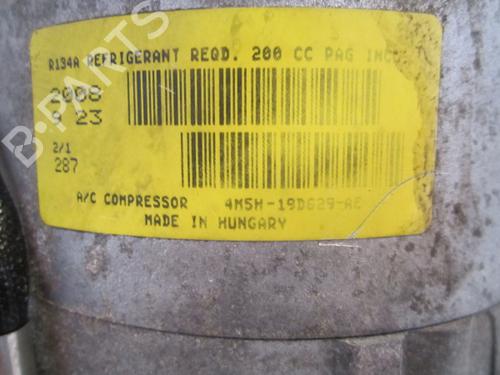 R134A REFRIGERANT REQD. 200 CC PAG INC
2008
9 23
2/1
287
A/C COMPRESSOR 4M5H-19D629-AE
MADE IN HUNGARY
B-PARTS